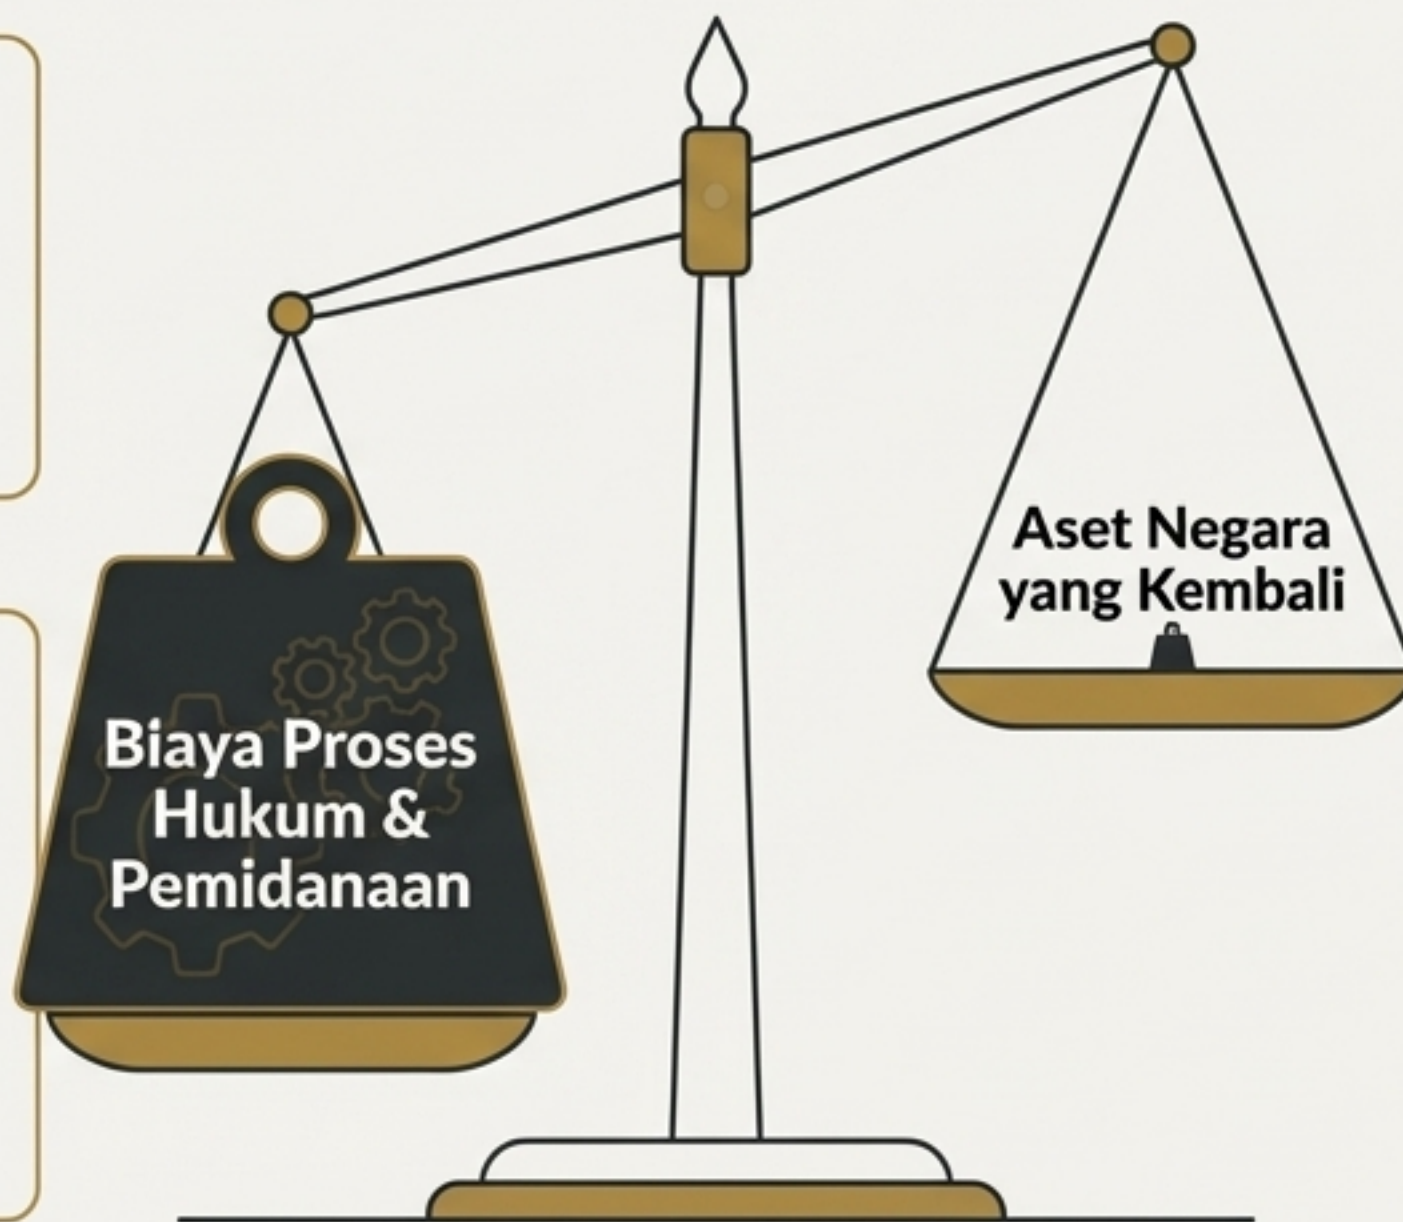 Biaya Proses
Hukum &
Pemidanaan
Aset Negara
yang Kembali